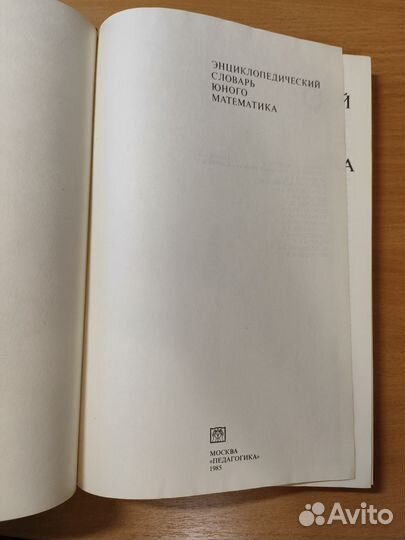 ЭНЦИКЛОПЕДИЧЕСКИЙ
СЛОВАРЬ
ЮНОГО
МАТЕМАТИКА
Й
А
МОСКВА
«ПЕДАГОГИКА»
1985
Avito